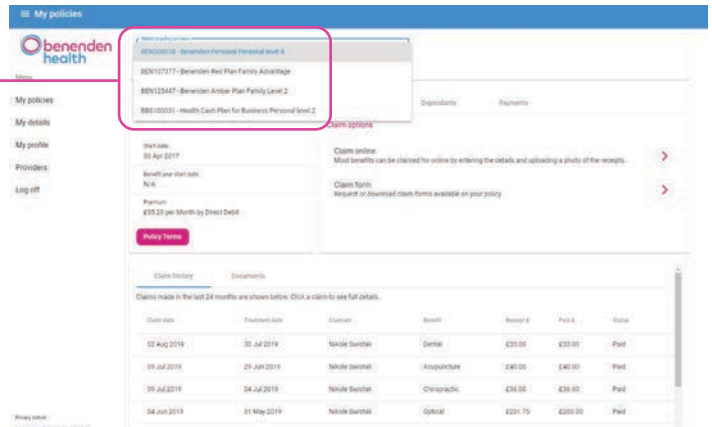 My policies
benenden
health
Menu
My policies
My details
My profile
Providers
Log off
Select a policy to view
- Benenden Personal Personal level 8
BEN107377 - Benenden Red Plan Family Advantage
BEN125447 - Benenden Amber Plan Family Level 2
BBS100031 - Health Cash Plan for Business Personal level 2
Dependants Payments
Start date
30 Apr 2017
Benefit year start date
N/A
Premium
£35.20 per Month by Direct Debit
Policy Terms
Claim options
Claim online
Most benefits can be claimed for online by entering the details and uploading a photo of the receipts.
Claim form
Request or download claim forms available on your policy
Claim history Documents
Claims made in the last 24 months are shown below. Click a claim to see full details.
Claim date Treatment date Claimant Benefit Receipt £ Paid £ Status
02 Aug 2019 30 Jul 2019 Nikole Dental £33.00 £33.00 Paid
09 Jul 2019 29 Jun 2019 Nikole Acupuncture £40.00 £40.00 Paid
09 Jul 2019 04 Jul 2019 Nikole Chiropractic £36.00 £36.00 Paid
04 Jun 2019 31 May 2019 Nikole Optical £201.75 £200.00 Paid
Privacy notice